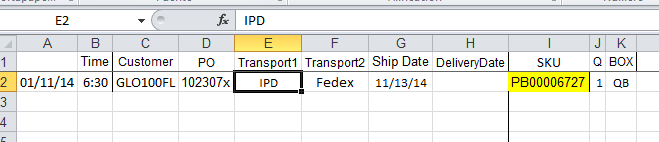 E2 fx IPD
A B C D E F G H I J K
1 Time Customer PO Transport1 Transport2 Ship Date DeliveryDate SKU Q BOX
2 01/11/14 6:30 GLO100FL 102307x IPD Fedex 11/13/14 PB00006727 1 QB
3
4